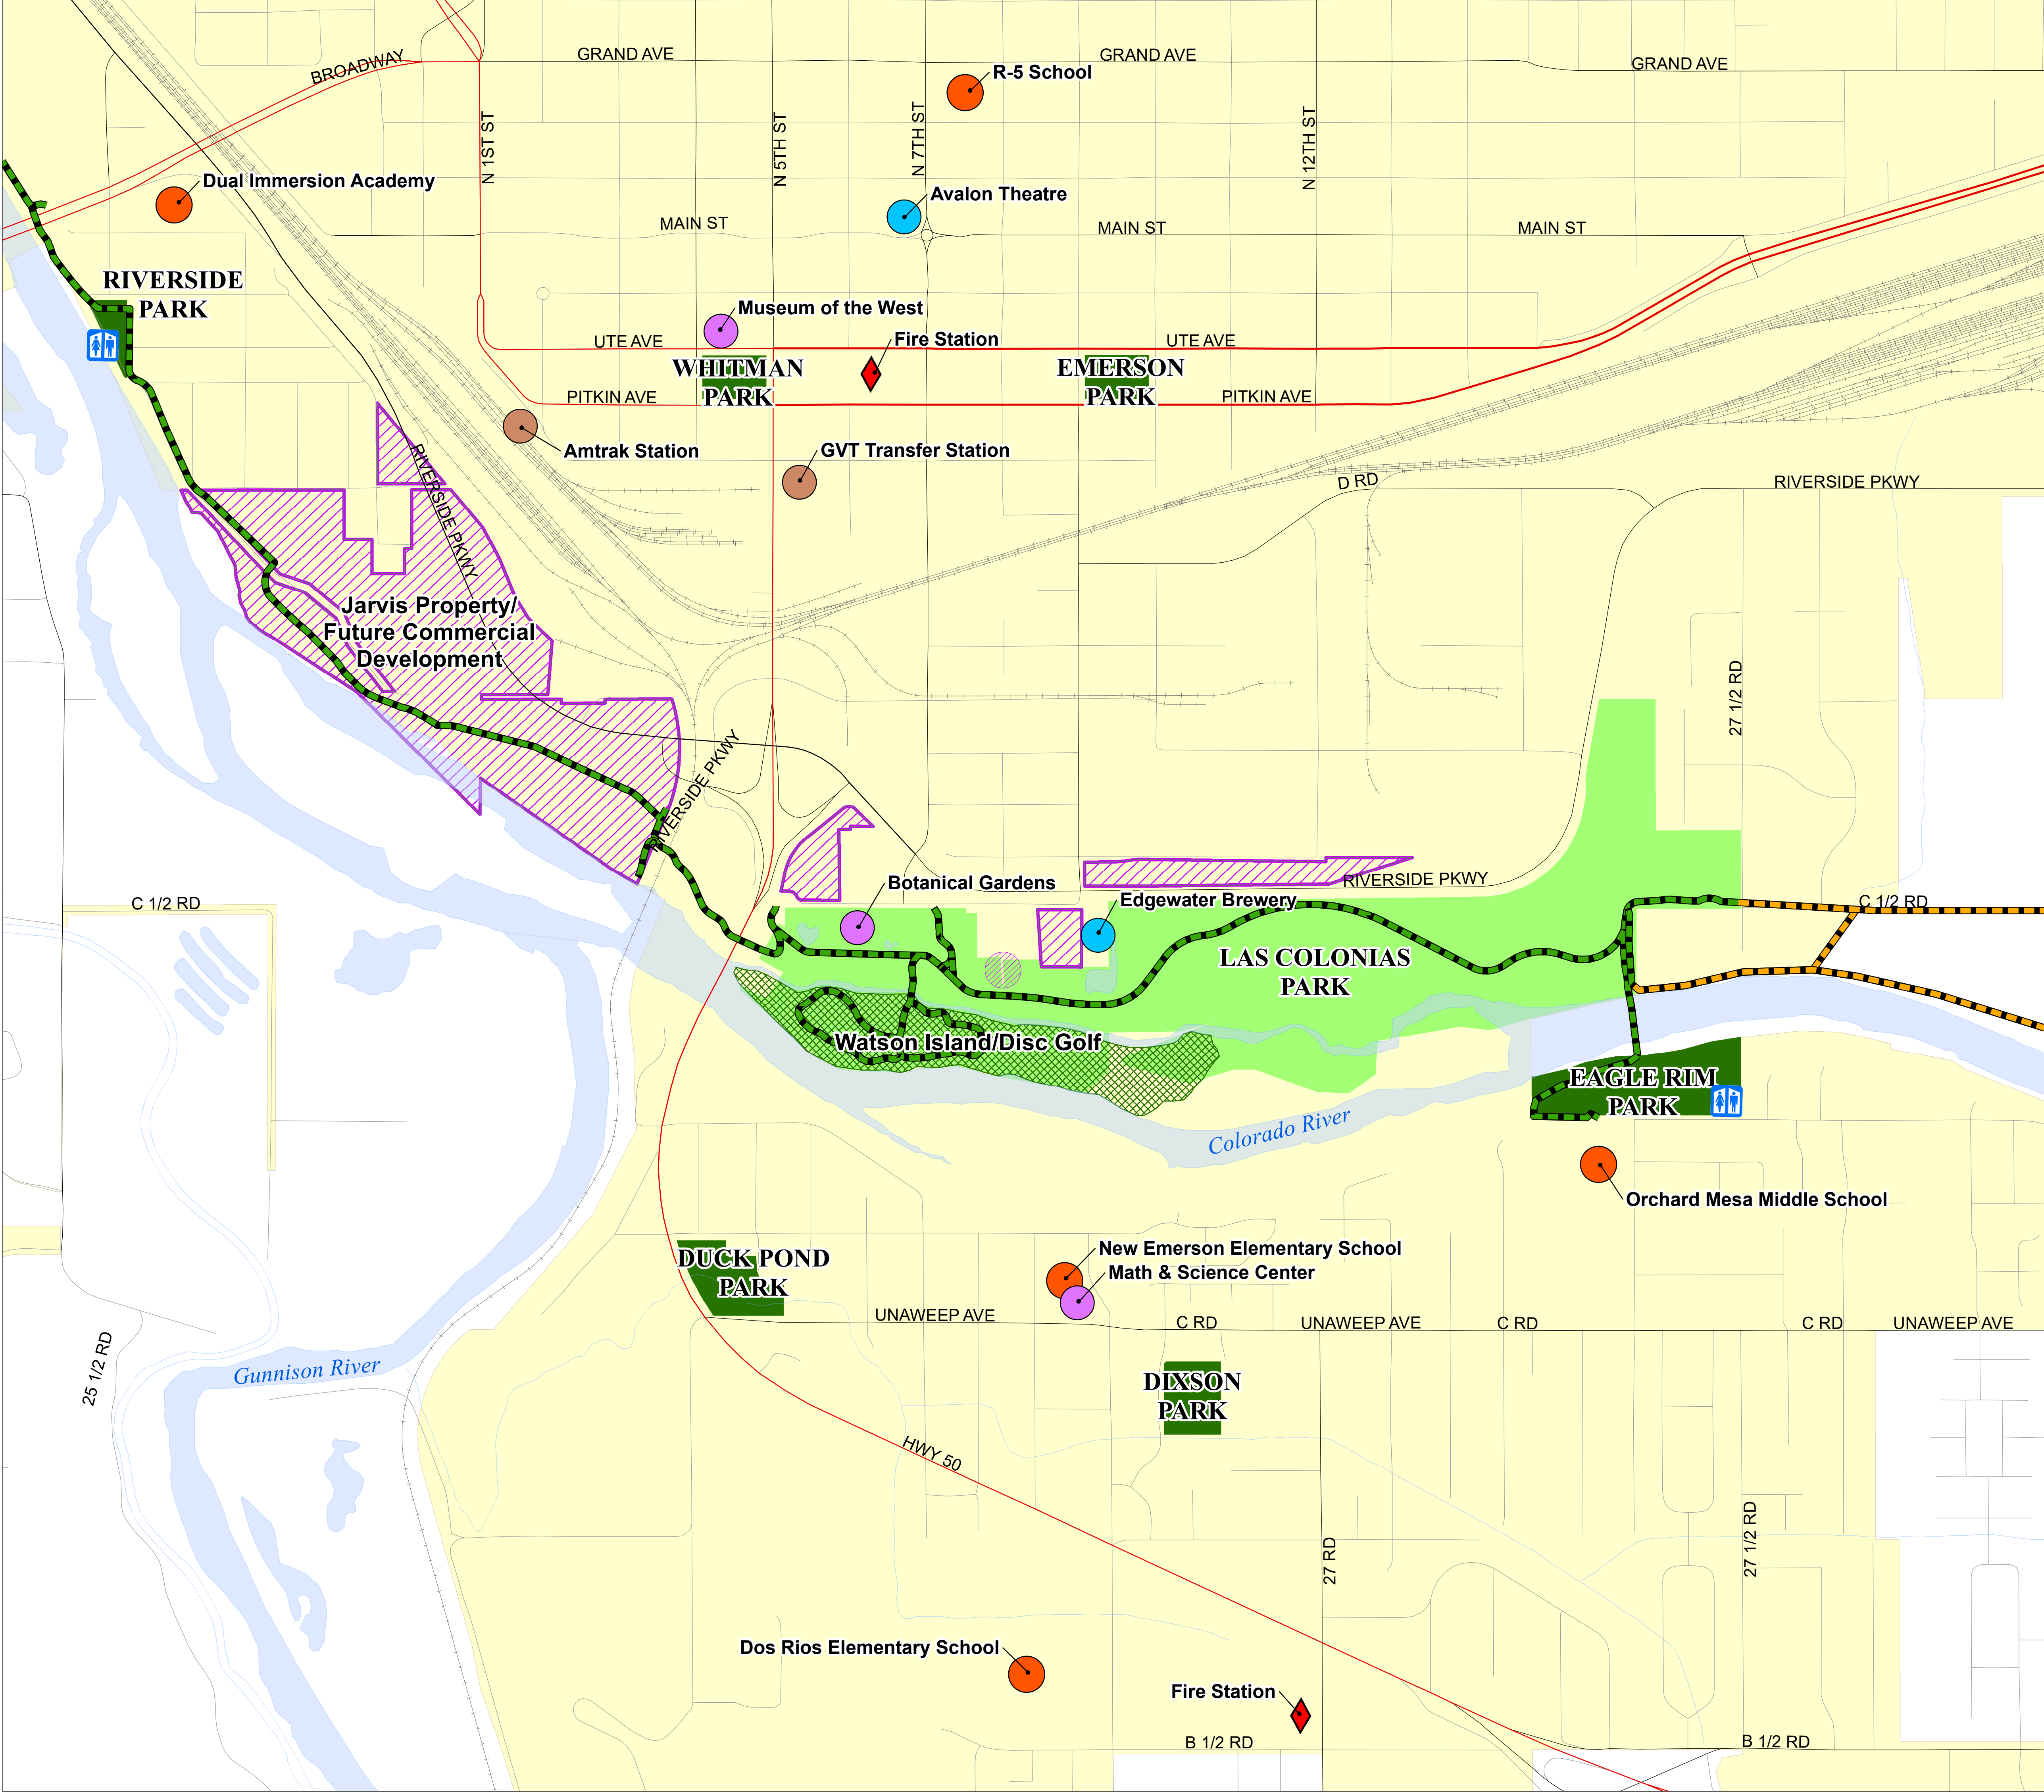 BROADWAY
GRAND AVE
GRAND AVE
GRAND AVE
R-5 School
N 1ST ST
N 5TH ST
N 7TH ST
N 12TH ST
Dual Immersion Academy
Avalon Theatre
MAIN ST
MAIN ST
MAIN ST
RIVERSIDE
PARK
Museum of the West
Fire Station
UTE AVE
UTE AVE
WHITMAN
PARK
EMERSON
PARK
PITKIN AVE
PITKIN AVE
Amtrak Station
GVT Transfer Station
RIVERSIDE PKWY
D RD
RIVERSIDE PKWY
Jarvis Property/
Future Commercial
Development
27 1/2 RD
RIVERSIDE PKWY
Botanical Gardens
RIVERSIDE PKWY
Edgewater Brewery
C 1/2 RD
C 1/2 RD
LAS COLONIAS
PARK
Watson Island/Disc Golf
EAGLE RIM
PARK
Colorado River
Orchard Mesa Middle School
DUCK POND
PARK
New Emerson Elementary School
Math & Science Center
UNAWEEP AVE
C RD
UNAWEEP AVE
C RD
C RD
UNAWEEP AVE
25 1/2 RD
Gunnison River
DIXSON
PARK
HWY 50
27 RD
27 1/2 RD
Dos Rios Elementary School
Fire Station
B 1/2 RD
B 1/2 RD